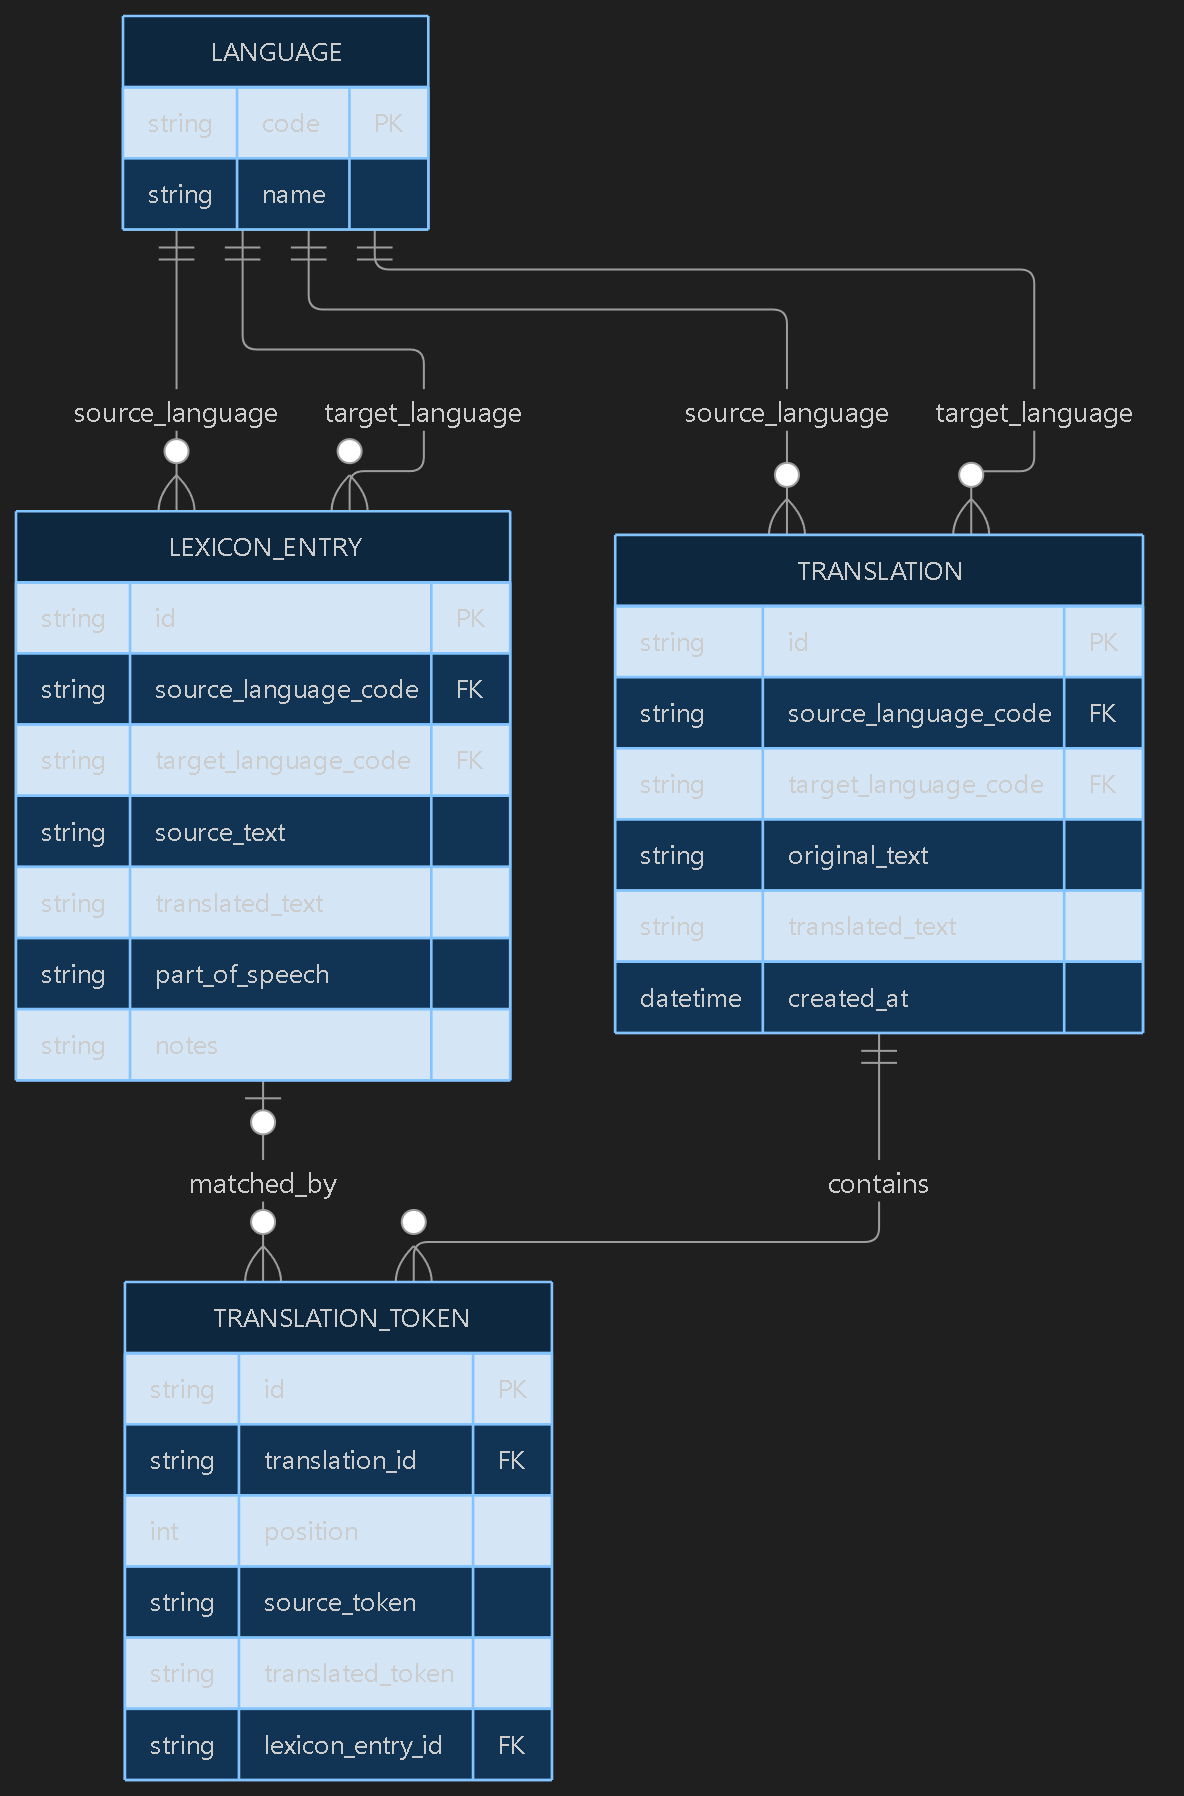 LANGUAGE
string code PK
string name
source_language target_language source_language target_language
LEXICON_ENTRY
string id PK
string source_language_code FK
string target_language_code FK
string source_text
string translated_text
string part_of_speech
string notes
TRANSLATION
string id PK
string source_language_code FK
string target_language_code FK
string original_text
string translated_text
datetime created_at
matched_by contains
TRANSLATION_TOKEN
string id PK
string translation_id FK
int position
string source_token
string translated_token
string lexicon_entry_id FK